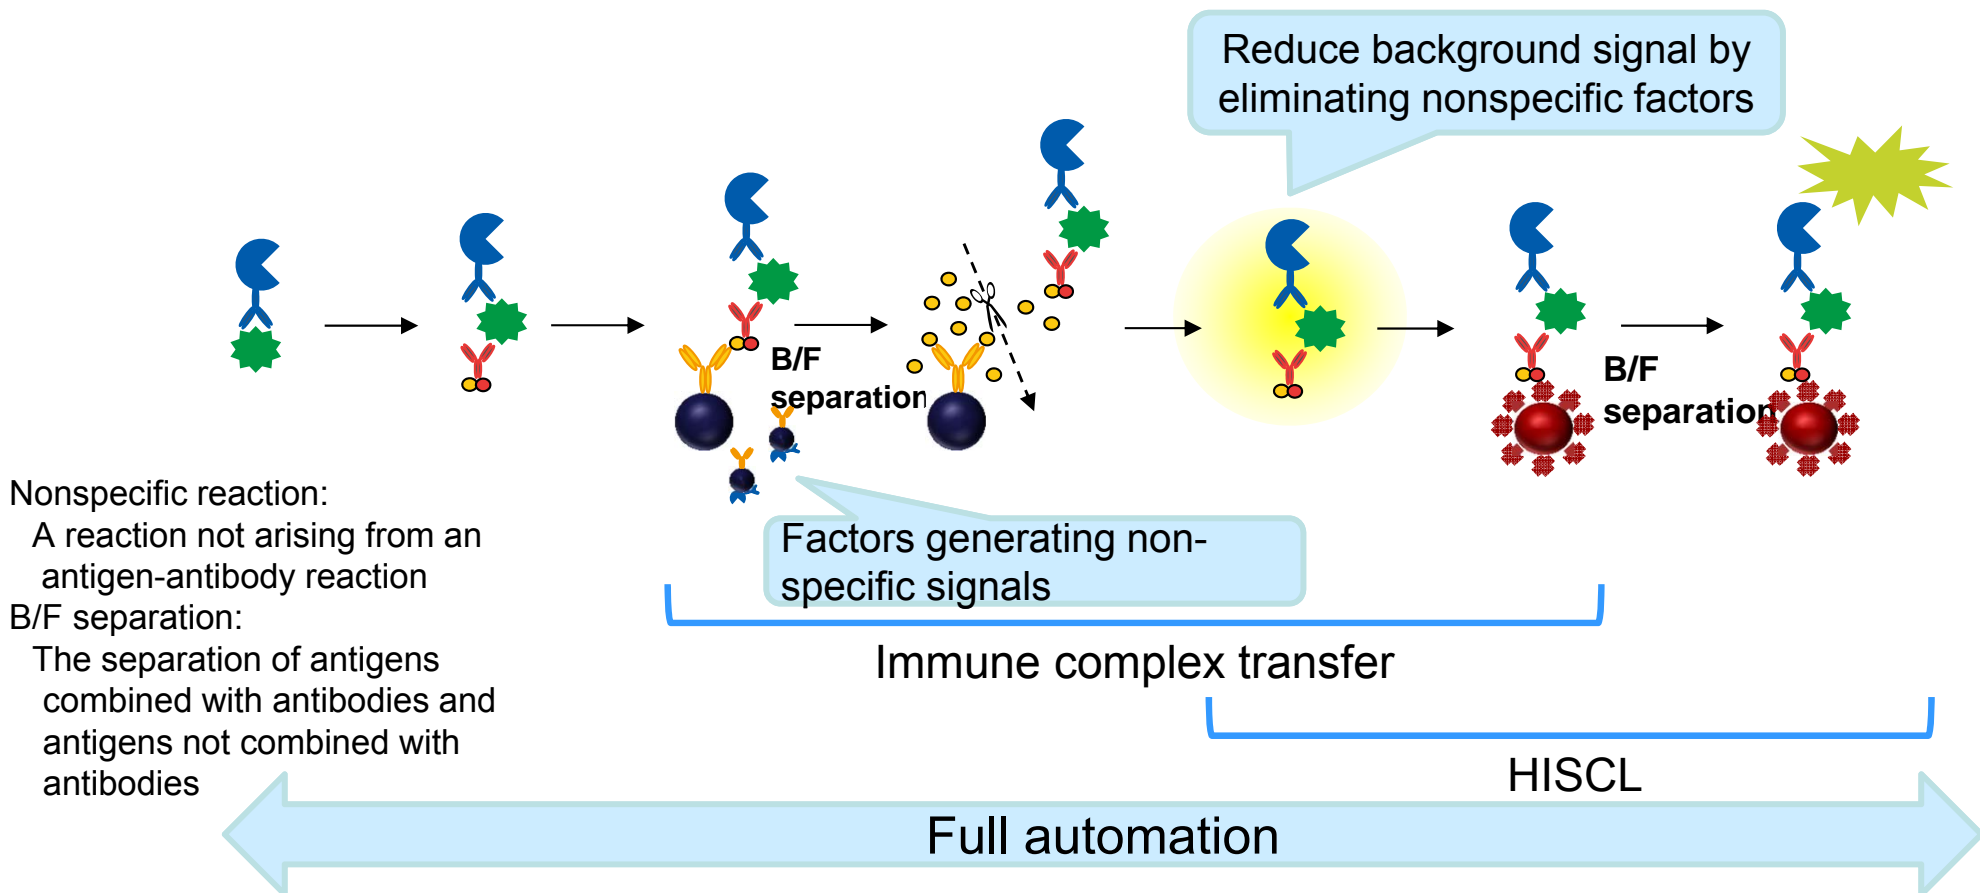 Reduce background signal by
eliminating nonspecific factors
B/F
separation
B/F
separation
Nonspecific reaction:
A reaction not arising from an
antigen-antibody reaction
B/F separation:
The separation of antigens
combined with antibodies and
antigens not combined with
antibodies
Factors generating non-
specific signals
Immune complex transfer
HISCL
Full automation